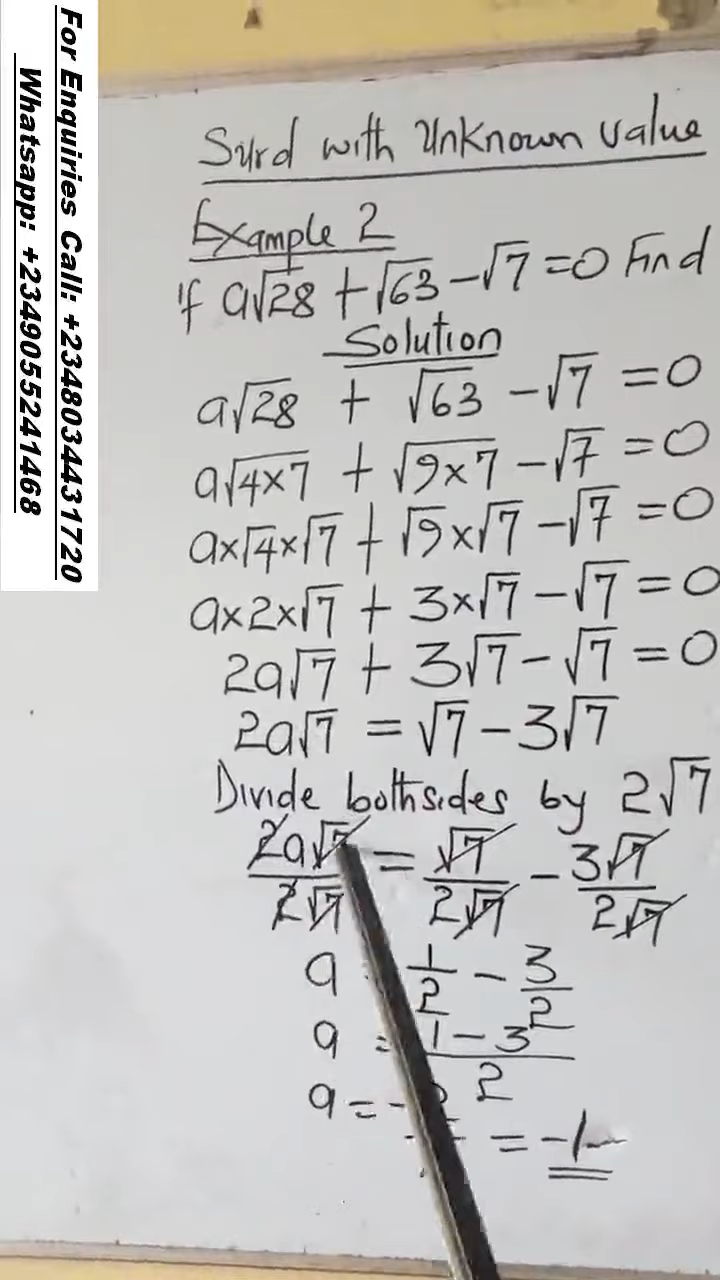 For Enquiries Call: +2348034431720
Whatsapp: +2349055241468
Surd with Unknown value
Example 2
If a√28 + √63 - √7 = 0 Find
Solution
a√28 + √63 - √7 = 0
a√4×7 + √9×7 - √7 = 0
a×√4×√7 + √9×√7 - √7 = 0
a×2×√7 + 3×√7 - √7 = 0
2a√7 + 3√7 - √7 = 0
2a√7 = √7 - 3√7
Divide both sides by 2√7
2a√7/2√7 = √7/2√7 - 3√7/2√7
a 1/2 - 3/2
a = 1-3/2
a = - = -1